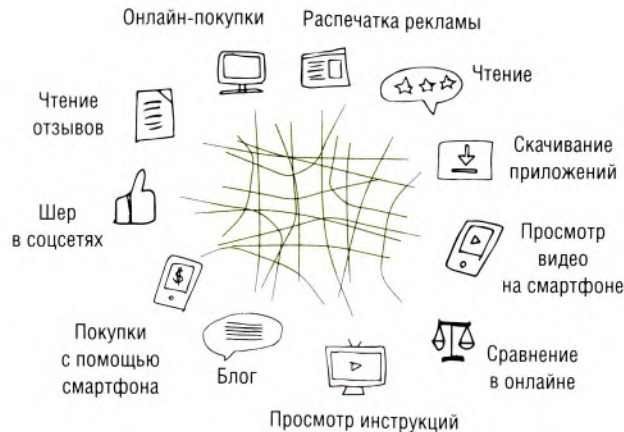 Онлайн-покупки
Распечатка рекламы
Чтение
Чтение
отзывов
Скачивание
приложений
Шер
в соцсетях
Просмотр
видео
на смартфоне
$
Покупки
с помощью
смартфона
Блог
Сравнение
в онлайне
Просмотр инструкций